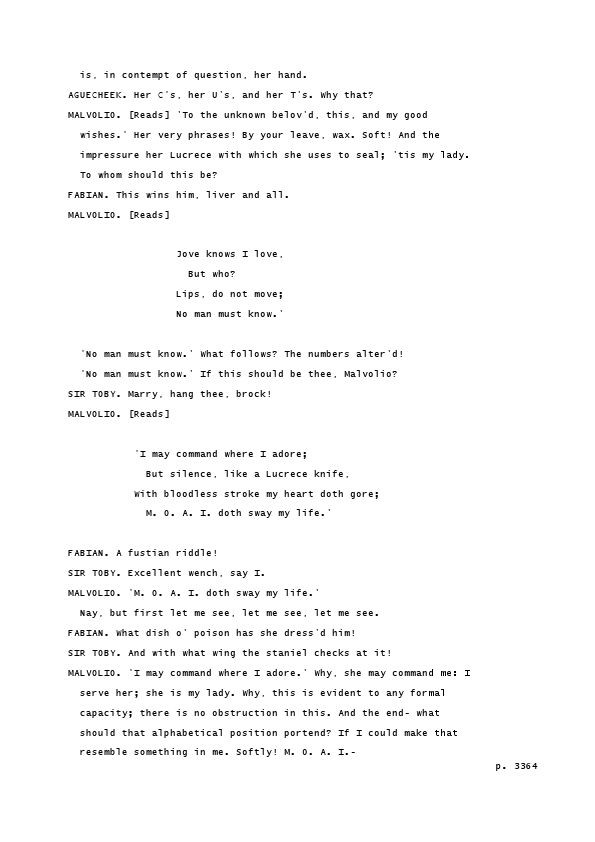 is, in contempt of question, her hand.
AGUECHEEK. Her C's, her U's, and her T's. Why that?
MALVOLIO. [Reads] 'To the unknown belov'd, this, and my good
wishes.' Her very phrases! By your leave, wax. Soft! And the
impressure her Lucrece with which she uses to seal; 'tis my lady.
To whom should this be?
FABIAN. This wins him, liver and all.
MALVOLIO. [Reads]
Jove knows I love,
But who?
Lips, do not move;
No man must know.'
'No man must know.' What follows? The numbers alter'd!
'No man must know.' If this should be thee, Malvolio?
SIR TOBY. Marry, hang thee, brock!
MALVOLIO. [Reads]
'I may command where I adore;
But silence, like a Lucrece knife,
With bloodless stroke my heart doth gore;
M. O. A. I. doth sway my life.'
FABIAN. A fustian riddle!
SIR TOBY. Excellent wench, say I.
MALVOLIO. 'M. O. A. I. doth sway my life.'
Nay, but first let me see, let me see, let me see.
FABIAN. What dish o' poison has she dress'd him!
SIR TOBY. And with what wing the staniel checks at it!
MALVOLIO. 'I may command where I adore.' Why, she may command me: I
serve her; she is my lady. Why, this is evident to any formal
capacity; there is no obstruction in this. And the end- what
should that alphabetical position portend? If I could make that
resemble something in me. Softly! M. O. A. I.-
p. 3364